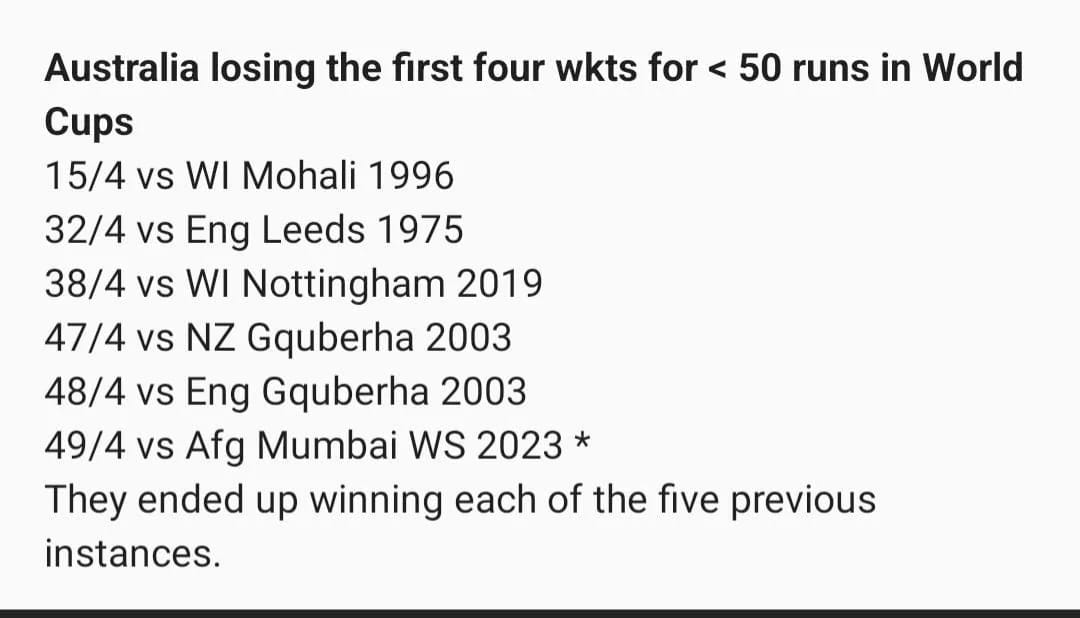 Australia losing the first four wkts for < 50 runs in World
Cups
15/4 vs WI Mohali 1996
32/4 vs Eng Leeds 1975
38/4 vs WI Nottingham 2019
47/4 vs NZ Gquberha 2003
48/4 vs Eng Gquberha 2003
49/4 vs Afg Mumbai WS 2023 *
They ended up winning each of the five previous
instances.